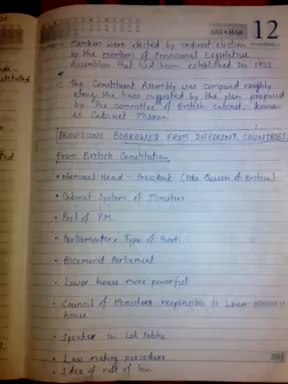 SAT • MAR 12
• Members were elected by indirect election
by the members of Provisional Legislative
Assemblies that had been established in 1935
• The Constituent Assembly was composed roughly
along the lines suggested by the plan proposed
by the committee of British cabinet, known
as Cabinet Mission.
PROVISIONS BORROWED FROM DIFFERENT COUNTRIES
From British Constitution
• Nominal Head - President (like Queen of Britain)
• Cabinet System of Ministers
• Post of P.M.
• Parliamentary Type of Govt.
• Bicameral Parliament
• Lower house more powerful
• Council of Ministers responsible to Lower
house
• Speaker in Lok Sabha
• Law making procedure
• Idea of rule of law.